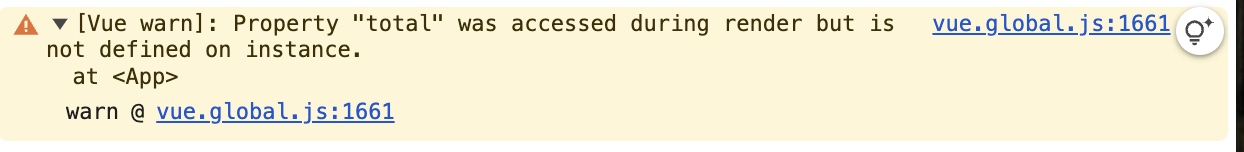 [Vue warn]: Property "total" was accessed during render but is vue.global.js:1661
not defined on instance.
at <App>
warn @ vue.global.js:1661